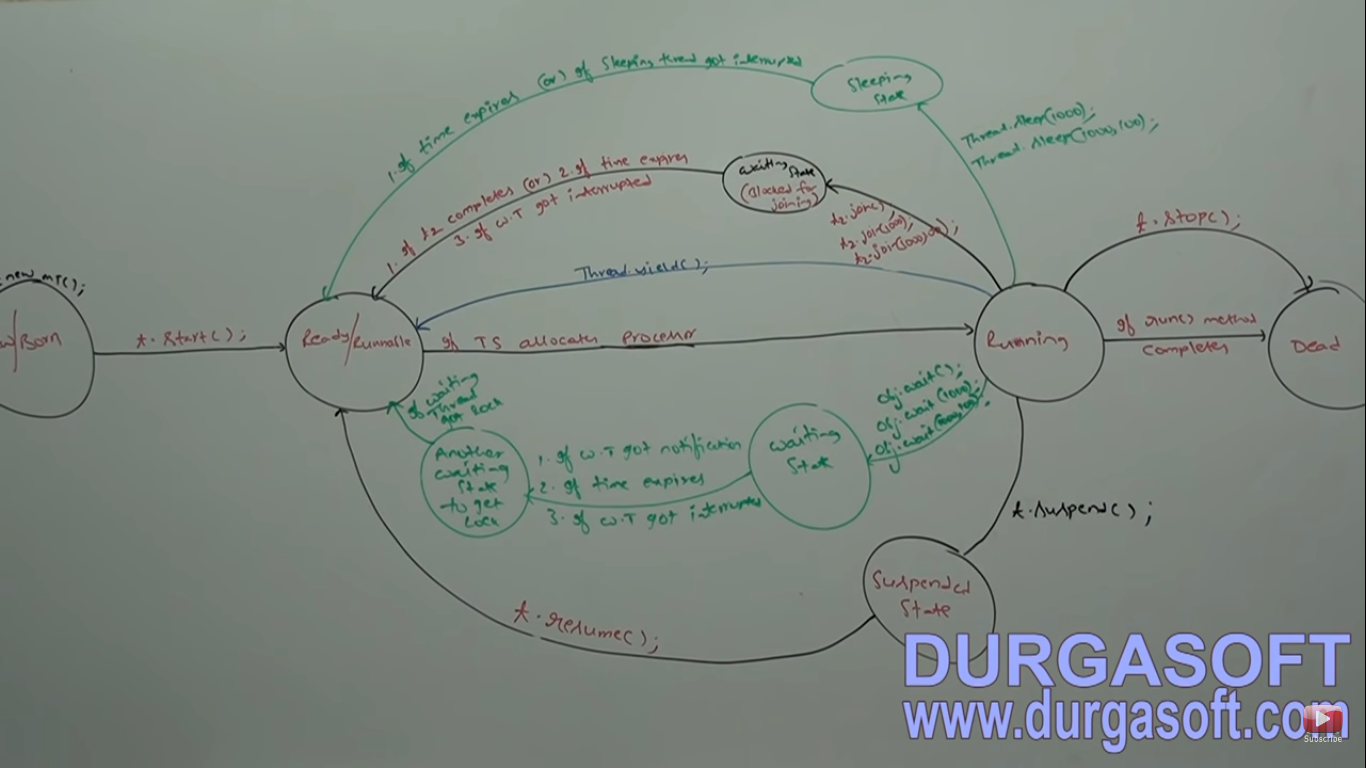 1. If time expires (or) If Sleeping thread got interrupted
Sleeping
State
Thread.sleep(1000);
Thread.sleep(1000,100);
1. If t2 completes (or) 2. If time expires
3. If W.T got interrupted
waiting
State
(Blocked for
joining)
t2.join(),
t2.join(1000),
t2.join(1000,100);
t.stop();
Thread.yield();
new MT();
w/Born
t.start();
Ready/Runnable
If TS allocates processor
Running
If run() method
completes
Dead
If waiting
Thread
got lock
Another
waiting
State
to get
Lock
1. If W.T got notification
2. If time expires
3. If W.T got interrupted
waiting
State
obj.wait();
obj.wait(1000);
obj.wait(1000,100);
t.suspend();
Suspended
State
t.resume();
DURGASOFT
www.durgasoft.com
Subscribe